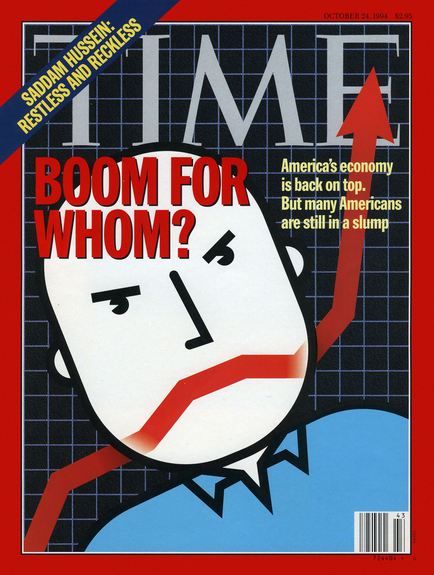 OCTOBER 24, 1994 $2.95
SADDAM HUSSEIN:
RESTLESS AND RECKLESS
TIME
BOOM FOR
WHOM?
America's economy
is back on top.
But many Americans
are still in a slump
43